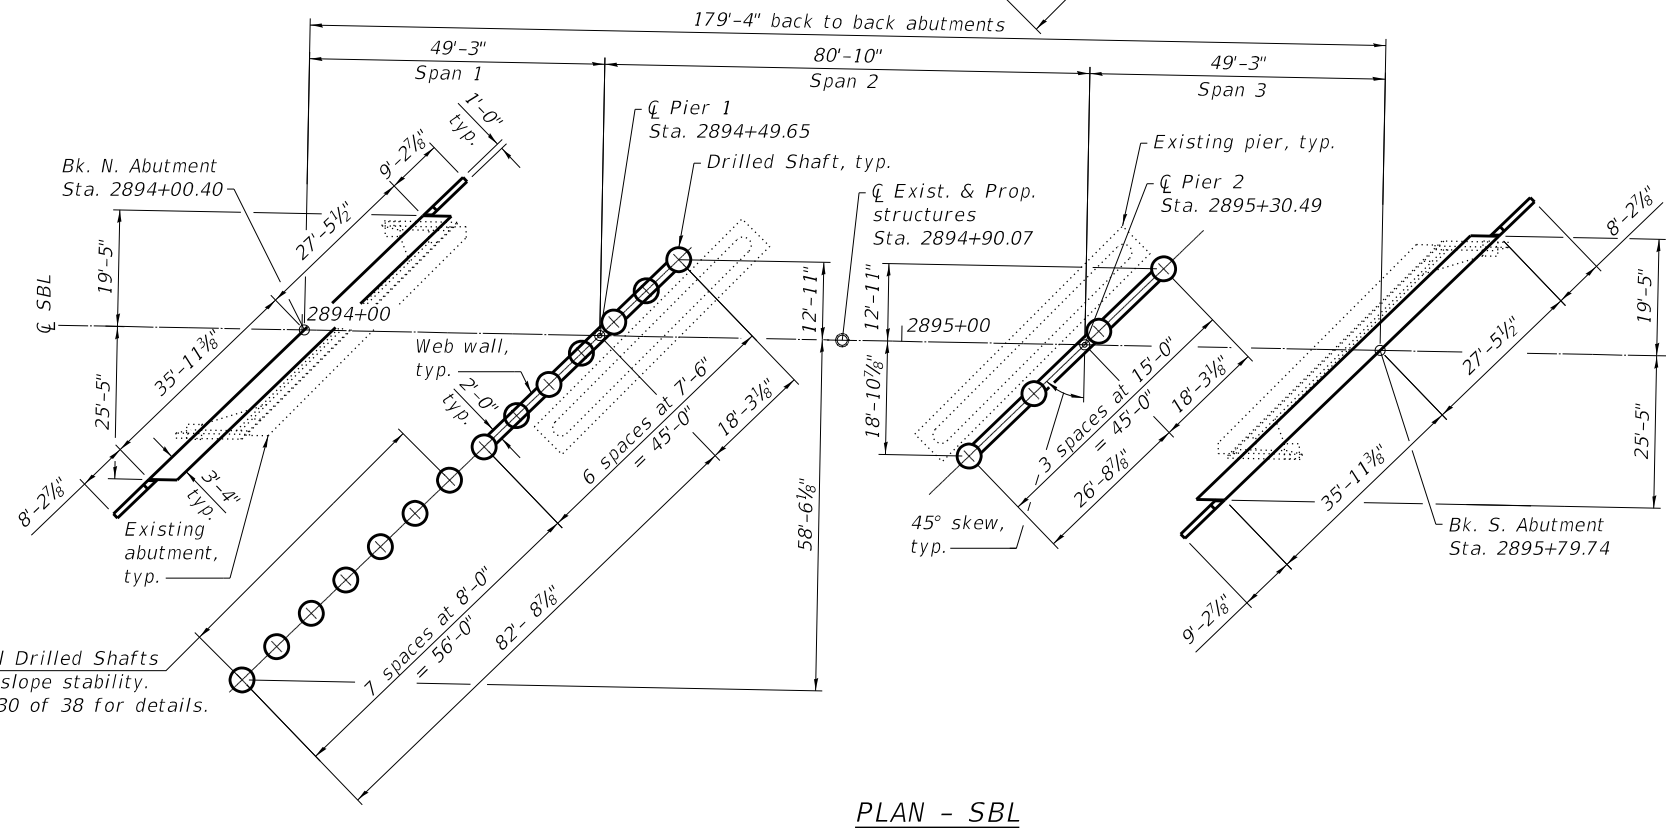 179'-4" back to back abutments
49'-3"
Span 1
80'-10"
Span 2
49'-3"
Span 3
1'-0"
typ.
9'-2⅞"
27'-5½"
35'-11⅜"
8'-2⅞"
Bk. N. Abutment
Sta. 2894+00.40
19'-5"
25'-5"
℄ SBL
2894+00
3'-4"
typ.
Existing
abutment,
typ.
℄ Pier 1
Sta. 2894+49.65
Drilled Shaft, typ.
Web wall,
typ.
2'-0"
typ.
℄ Exist. & Prop.
structures
Sta. 2894+90.07
12'-11"
58'-6⅛"
6 spaces at 7'-6"
= 45'-0"
18'-3⅛"
7 spaces at 8'-0"
= 56'-0"
82'- 8⅞"
Drilled Shafts
slope stability.
30 of 38 for details.
Existing pier, typ.
℄ Pier 2
Sta. 2895+30.49
2895+00
12'-11"
18'-10⅞"
3 spaces at 15'-0"
= 45'-0"
18'-3⅛"
26'-8⅞"
45° skew,
typ.
8'-2⅞"
27'-5½"
35'-11⅜"
9'-2⅞"
19'-5"
25'-5"
Bk. S. Abutment
Sta. 2895+79.74
PLAN – SBL